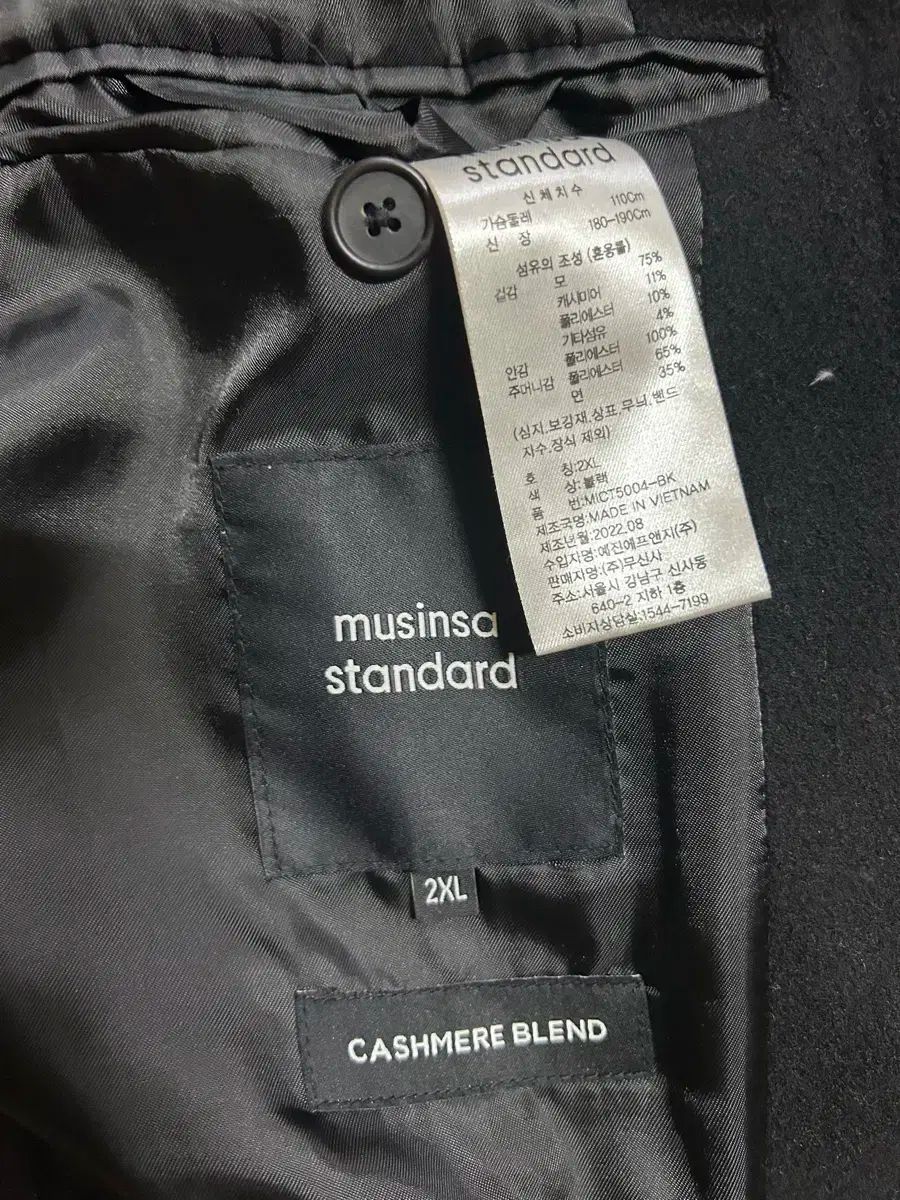 standard
신체치수
가슴둘레 110Cm
신 장 180-190Cm
섬유의 조성 (혼용률)
겉감 모 75%
캐시미어 11%
폴리에스터 10%
기타섬유 4%
안감 폴리에스터 100%
주머니감 폴리에스터 65%
면 35%
(심지,보강재,상표,무늬,밴드
자수,장식 제외)
호 칭:2XL
색 상:블랙
품 번:MICT5004-BK
제조국명:MADE IN VIETNAM
제조년월:2022.08
수입자명:예진에프앤지(주)
판매자명:(주)무신사
주소:서울시 강남구 신사동
640-2 지하 1층
소비자상담실:1544-7199
musinsa
standard
2XL
CASHMERE BLEND